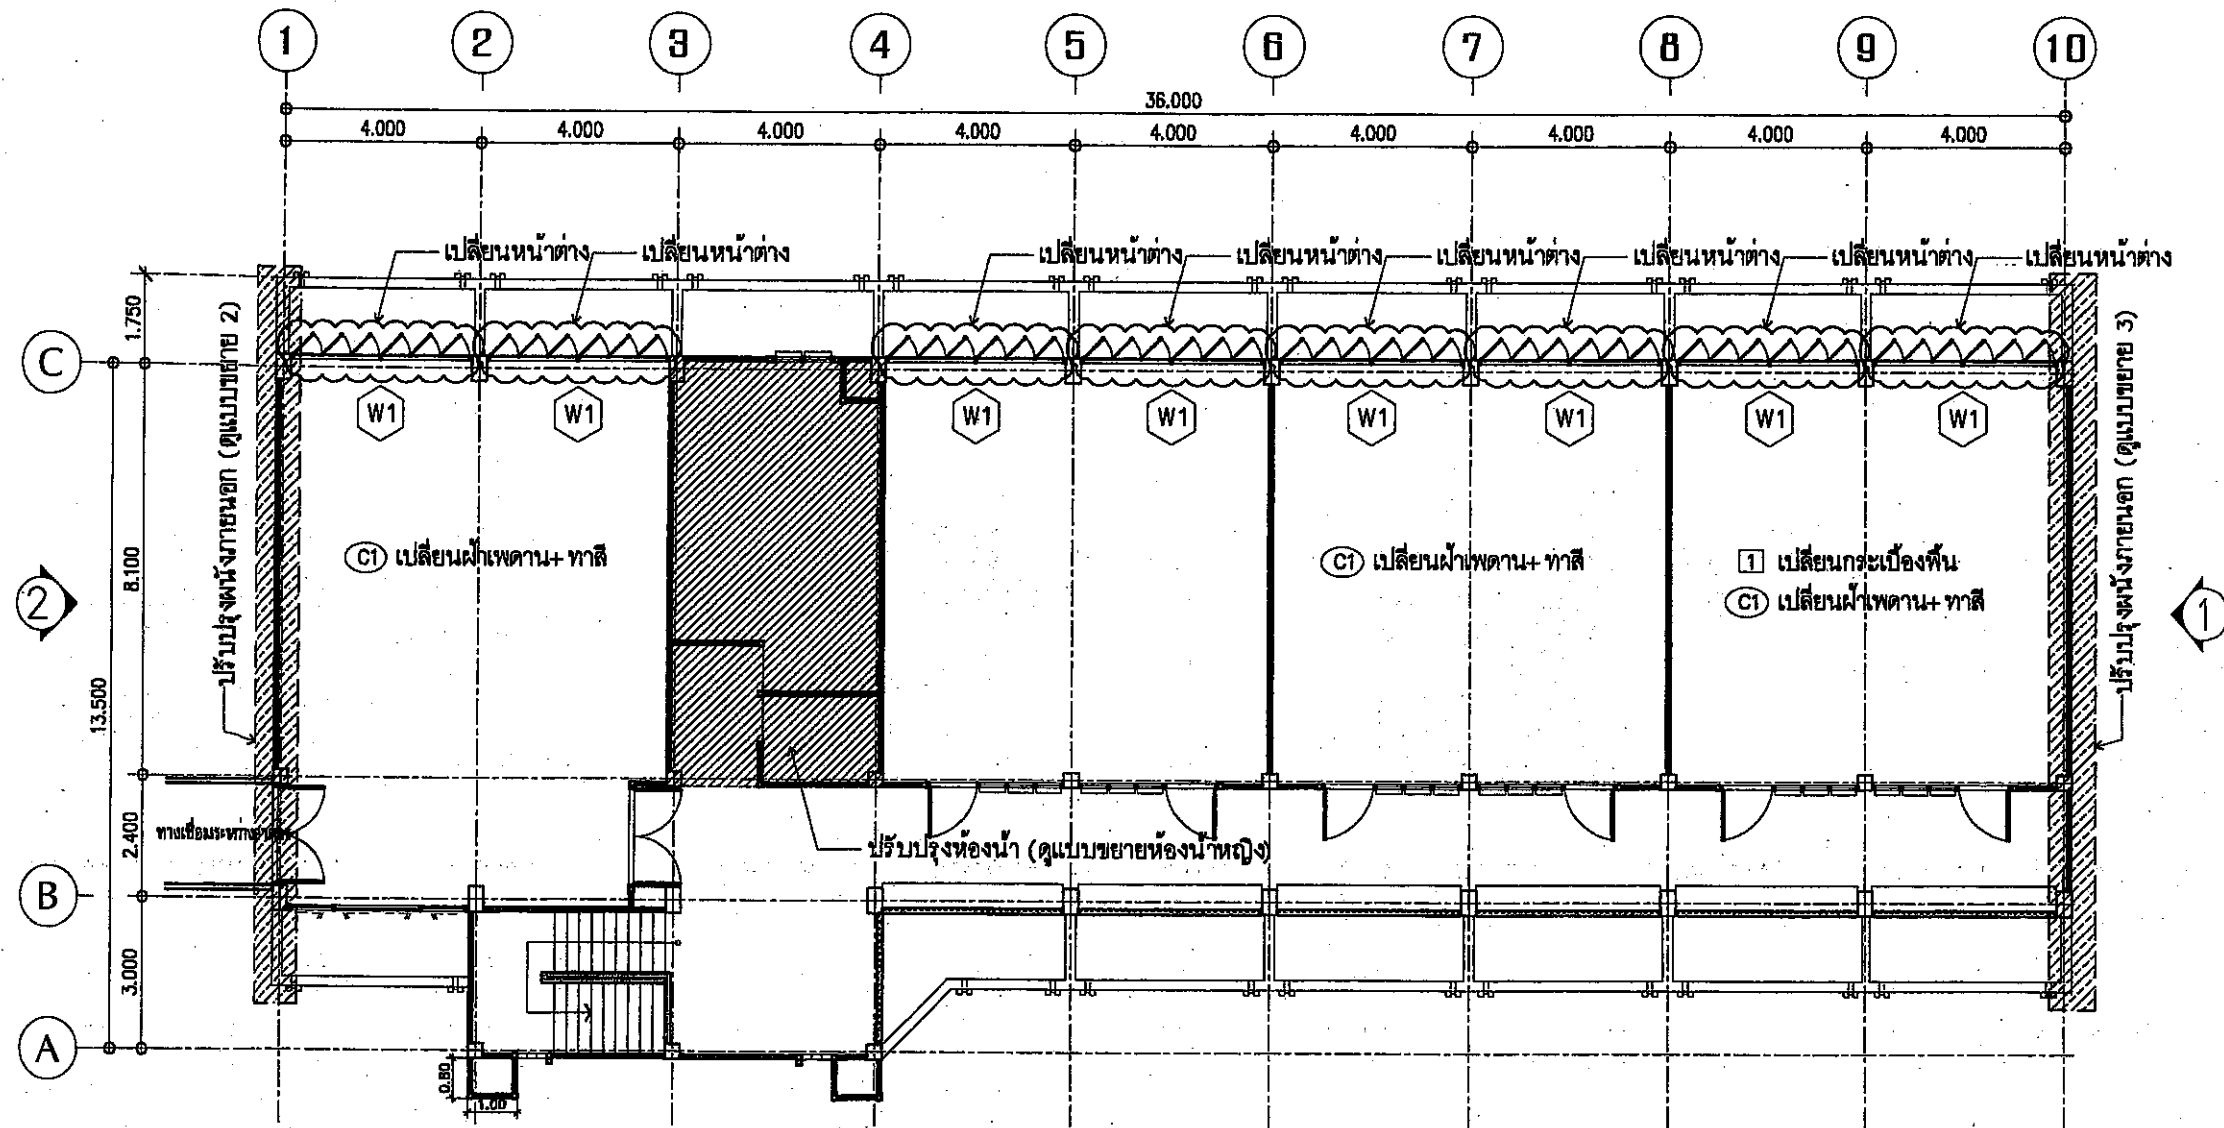 1 2 3 4 5 6 7 8 9 10
36.000
4.000 4.000 4.000 4.000 4.000 4.000 4.000 4.000 4.000
เปลี่ยนหน้าต่าง เปลี่ยนหน้าต่าง เปลี่ยนหน้าต่าง เปลี่ยนหน้าต่าง เปลี่ยนหน้าต่าง เปลี่ยนหน้าต่าง เปลี่ยนหน้าต่าง เปลี่ยนหน้าต่าง
1.750
ปรับปรุงผนังภายนอก (ดูแบบขยาย 2)
ปรับปรุงผนังภายนอก (ดูแบบขยาย 3)
C
W1 W1 W1 W1 W1 W1 W1 W1
C1 เปลี่ยนฝ้าเพดาน+ ทาสี
C1 เปลี่ยนฝ้าเพดาน+ ทาสี
1 เปลี่ยนกระเบื้องพื้น
C1 เปลี่ยนฝ้าเพดาน+ ทาสี
8.100
2
1
13.500
2.400
ทางเชื่อมระหว่าง
ปรับปรุงห้องน้ำ (ดูแบบขยายห้องน้ำหญิง)
B
3.000
A
0.80
1.00